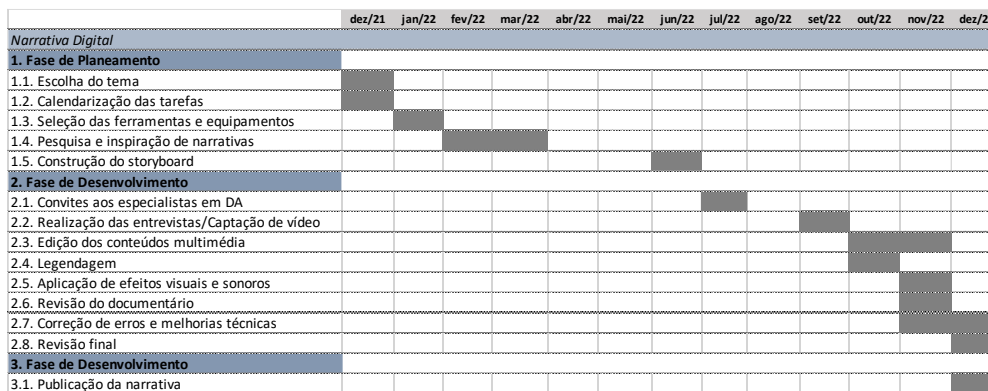 dez/21 jan/22 fev/22 mar/22 abr/22 mai/22 jun/22 jul/22 ago/22 set/22 out/22 nov/22 dez/2
Narrativa Digital
1. Fase de Planeamento
1.1. Escolha do tema
1.2. Calendarização das tarefas
1.3. Seleção das ferramentas e equipamentos
1.4. Pesquisa e inspiração de narrativas
1.5. Construção do storyboard
2. Fase de Desenvolvimento
2.1. Convites aos especialistas em DA
2.2. Realização das entrevistas/Captação de vídeo
2.3. Edição dos conteúdos multimédia
2.4. Legendagem
2.5. Aplicação de efeitos visuais e sonoros
2.6. Revisão do documentário
2.7. Correção de erros e melhorias técnicas
2.8. Revisão final
3. Fase de Desenvolvimento
3.1. Publicação da narrativa